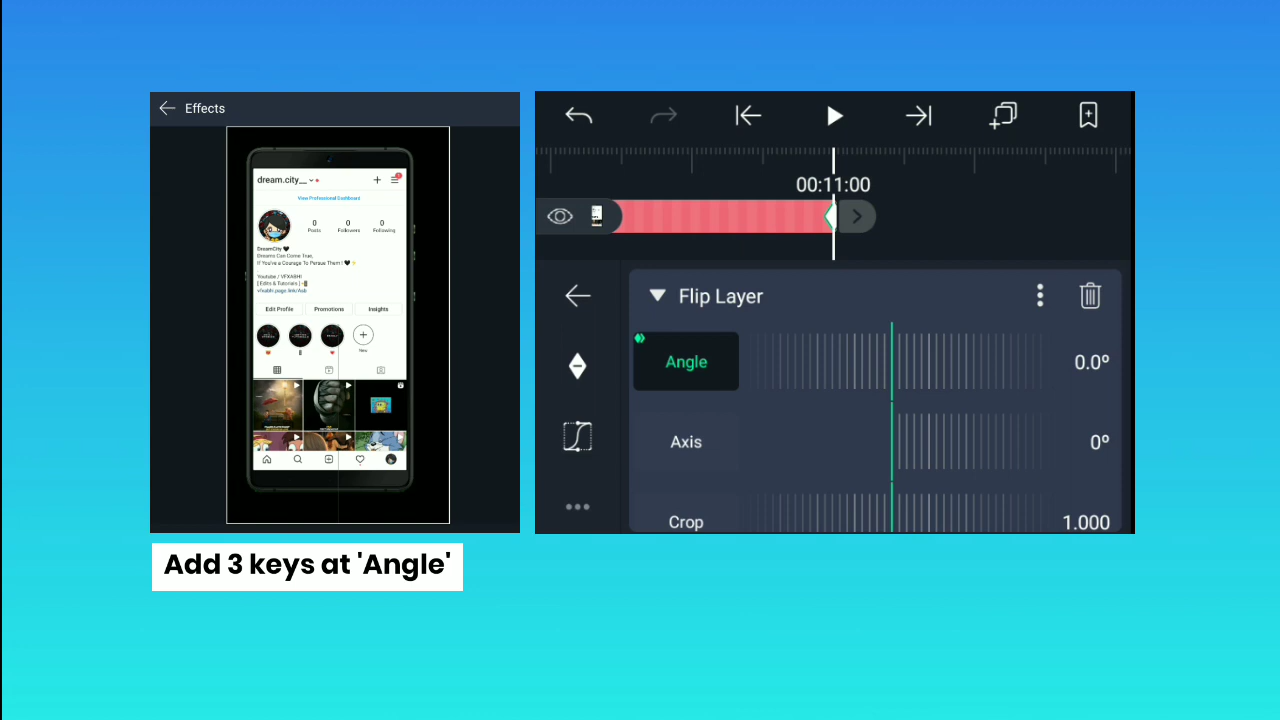 Effects
dream.city__
View Professional Dashboard
0 0 0
Posts Followers Following
DreamCity
Dreams Can Come True,
If You're a Courage To Persue Them !
Youtube / VFXABHI
[ Edits & Tutorials ]
Edit Profile Promotions Insights
New
00:11:00
Flip Layer
Angle 0.0º
Axis 0º
Crop 1.000
Add 3 keys at 'Angle'